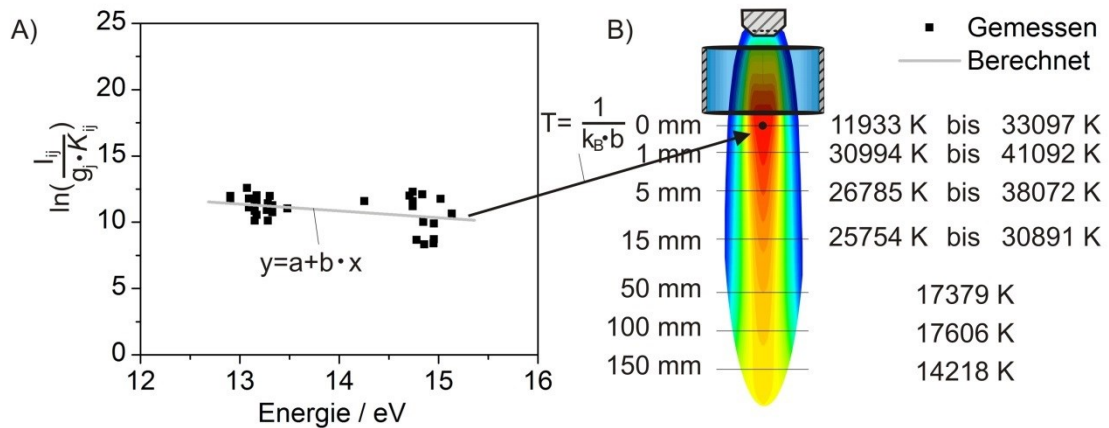 A)
25
20
15
10
5
0
12 13 14 15 16
Energie / eV
ln(I_ij / g_j · K_ij)
y=a+b·x
T= 1 / k_B·b
B)
Gemessen
Berechnet
0 mm 11933 K bis 33097 K
1 mm 30994 K bis 41092 K
5 mm 26785 K bis 38072 K
15 mm 25754 K bis 30891 K
50 mm 17379 K
100 mm 17606 K
150 mm 14218 K